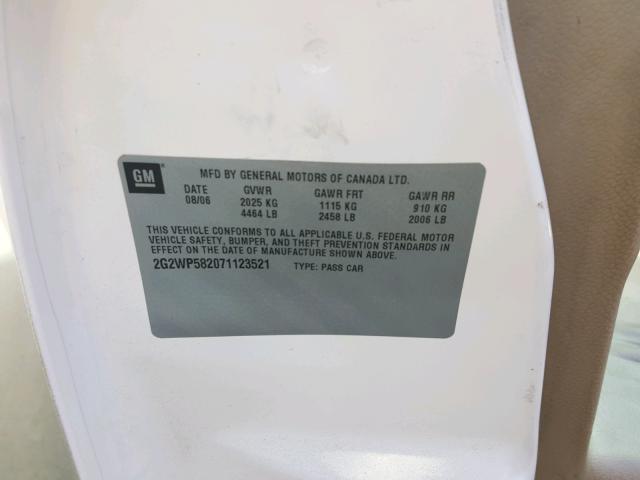 GM MFD BY GENERAL MOTORS OF CANADA LTD.
DATE GVWR GAWR FRT GAWR RR
08/06 2025 KG 1115 KG 910 KG
4464 LB 2458 LB 2006 LB
THIS VEHICLE CONFORMS TO ALL APPLICABLE U.S. FEDERAL MOTOR
VEHICLE SAFETY, BUMPER, AND THEFT PREVENTION STANDARDS IN
EFFECT ON THE DATE OF MANUFACTURE SHOWN ABOVE.
2G2WP582071123521 TYPE: PASS CAR